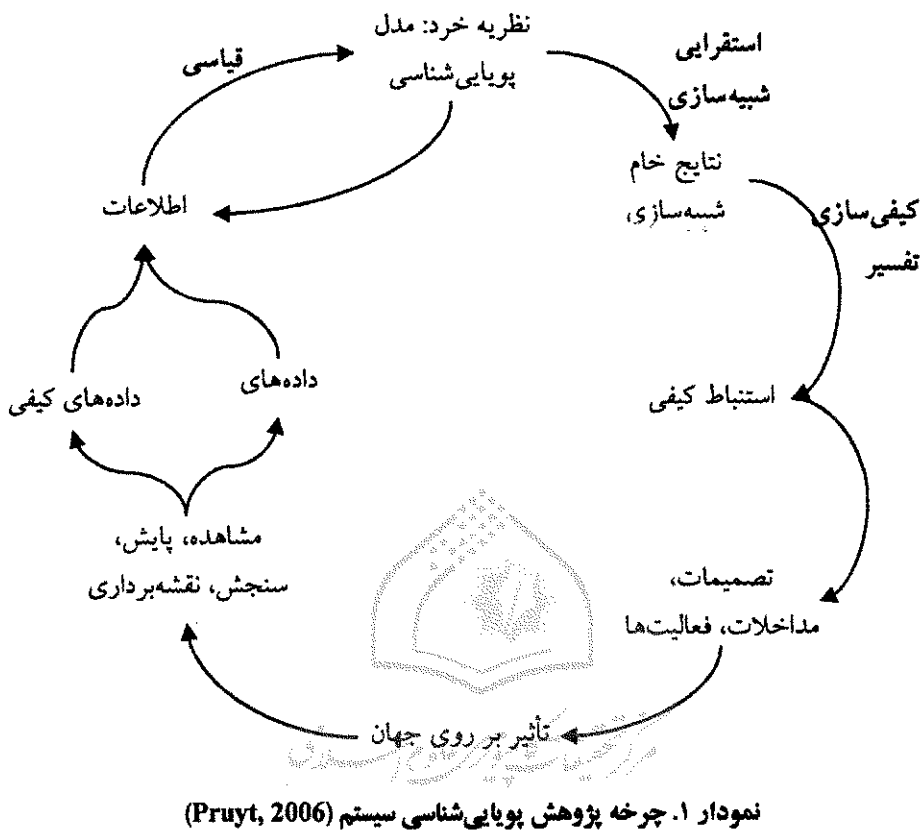 نظریه خرد: مدل
پویایی‌شناسی
قیاسی
استقرایی
شبیه‌سازی
نتایج خام
شبیه‌سازی،
کیفی‌سازی
تفسیر
اطلاعات
داده‌های
داده‌های کیفی
استنباط کیفی
مشاهده، پایش،
سنجش، نقشه‌برداری
تصمیمات،
مداخلات، فعالیت‌ها
تأثیر بر روی جهان
نمودار ۱. چرخه پژوهش پویایی‌شناسی سیستم (Pruyt, 2006)